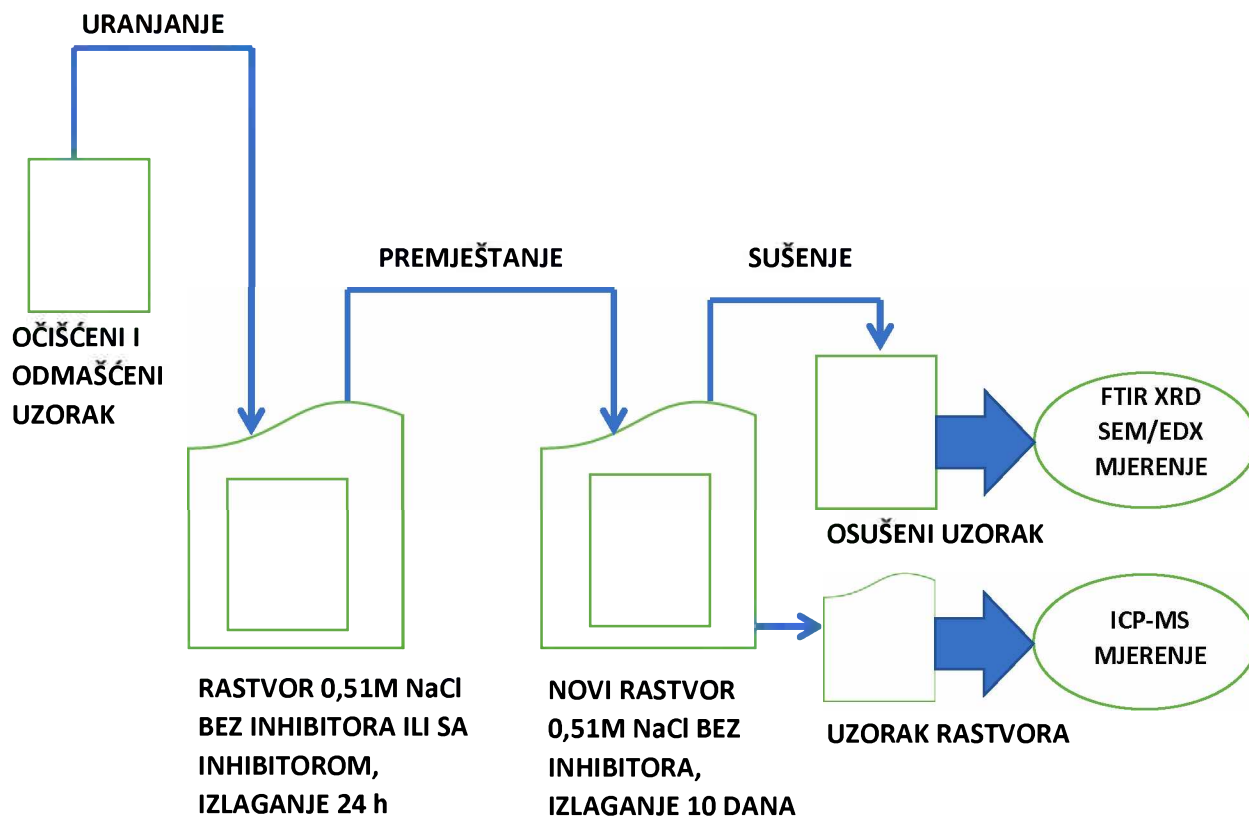 URANJANJE
OČIŠĆENI I
ODMAŠĆENI
UZORAK
PREMJEŠTANJE
SUŠENJE
RASTVOR 0,51M NaCl
BEZ INHIBITORA ILI SA
INHIBITOROM,
IZLAGANJE 24 h
NOVI RASTVOR
0,51M NaCl BEZ
INHIBITORA,
IZLAGANJE 10 DANA
OSUŠENI UZORAK
FTIR XRD
SEM/EDX
MJERENJE
UZORAK RASTVORA
ICP-MS
MJERENJE